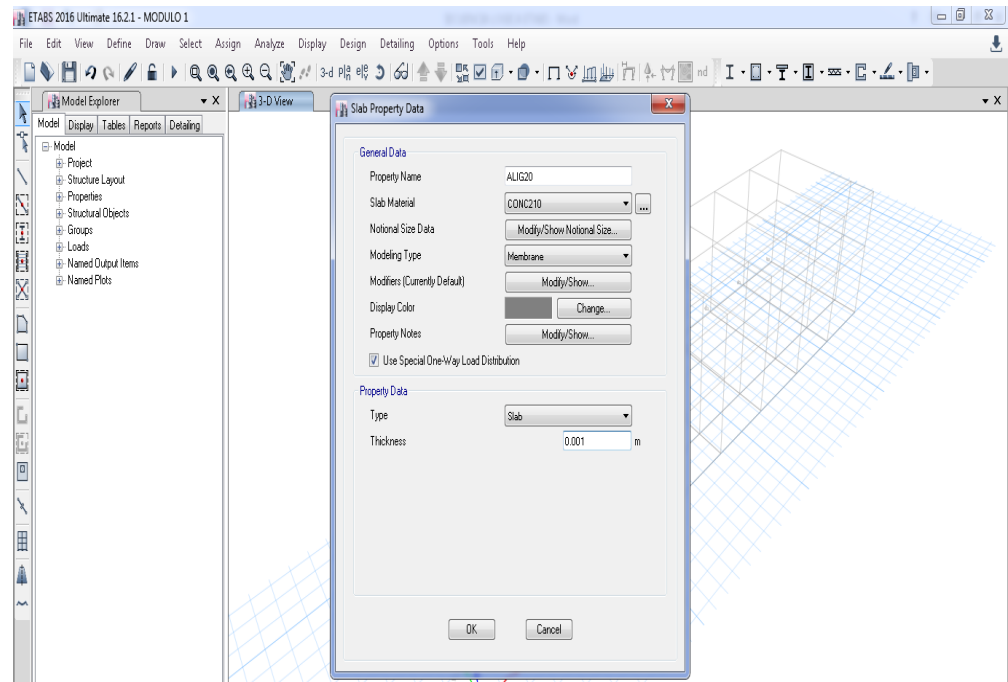 ETABS 2016 Ultimate 16.2.1 - MODULO 1
File Edit View Define Draw Select Assign Analyze Display Design Detailing Options Tools Help
3-d nd
Model Explorer
3-D View
Model Display Tables Reports Detailing
Model
Project
Structure Layout
Properties
Structural Objects
Groups
Loads
Named Output Items
Named Plots
Slab Property Data
General Data
Property Name ALIG20
Slab Material CONC210 ...
Notional Size Data Modify/Show Notional Size...
Modeling Type Membrane
Modifiers (Currently Default) Modify/Show...
Display Color Change...
Property Notes Modify/Show...
Use Special One-Way Load Distribution
Property Data
Type Slab
Thickness 0.001 m
OK Cancel